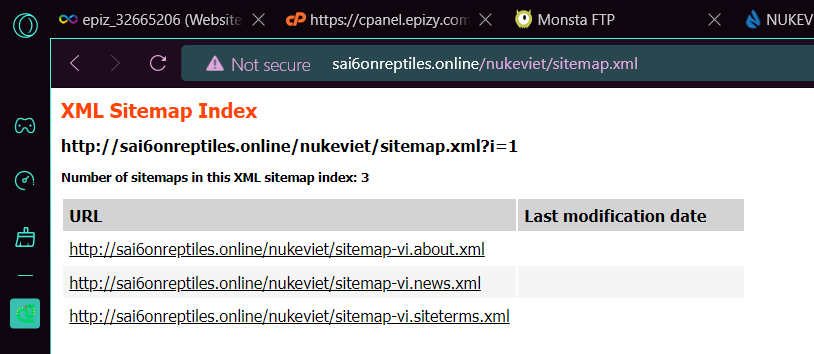 epiz_32665206 (Website
https://cpanel.epizy.com
Monsta FTP
NUKEV
Not secure
sai6onreptiles.online/nukeviet/sitemap.xml
XML Sitemap Index
http://sai6onreptiles.online/nukeviet/sitemap.xml?i=1
Number of sitemaps in this XML sitemap index: 3
URL
Last modification date
http://sai6onreptiles.online/nukeviet/sitemap-vi.about.xml
http://sai6onreptiles.online/nukeviet/sitemap-vi.news.xml
http://sai6onreptiles.online/nukeviet/sitemap-vi.siteterms.xml